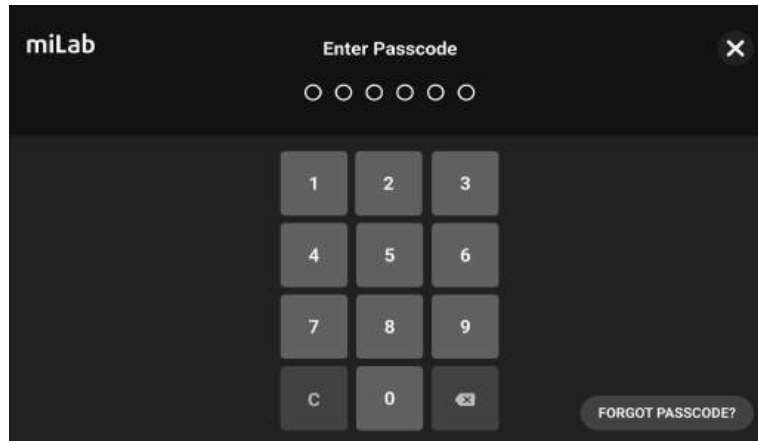 miLab
Enter Passcode
1 2 3
4 5 6
7 8 9
C 0
FORGOT PASSCODE?